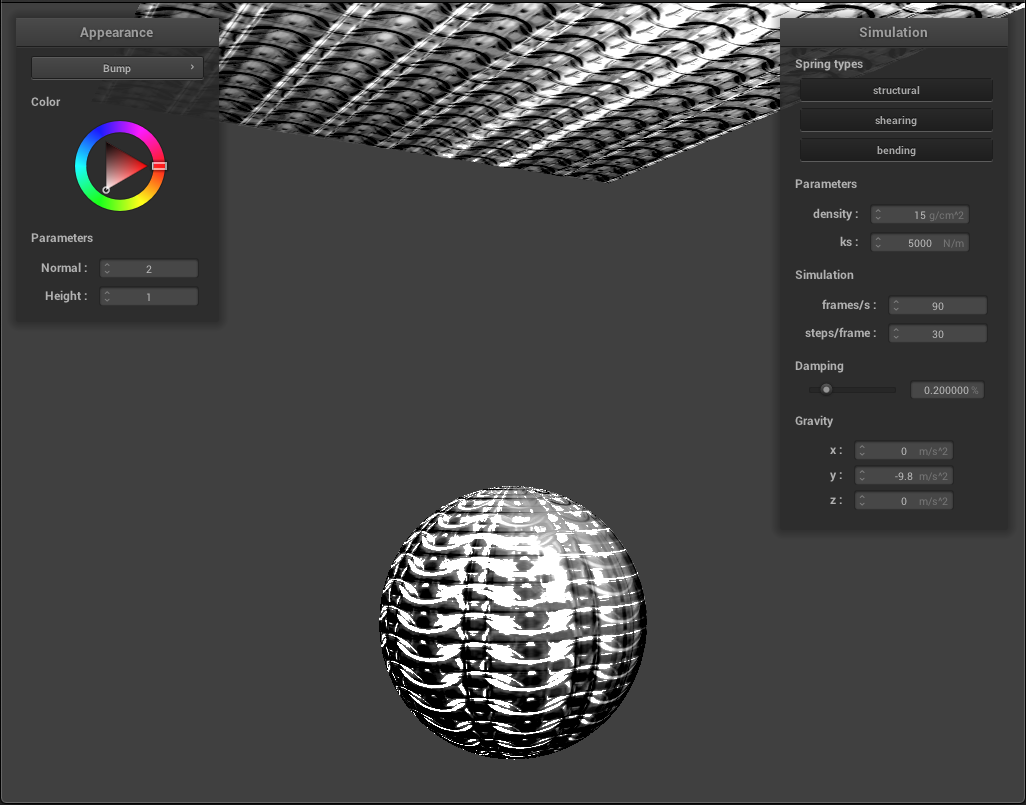 Appearance
Bump ›
Color
Parameters
Normal : 2
Height : 1
Simulation
Spring types
structural
shearing
bending
Parameters
density : 15 g/cm^2
ks : 5000 N/m
Simulation
frames/s : 90
steps/frame : 30
Damping
0.200000 %
Gravity
x : 0 m/s^2
y : -9.8 m/s^2
z : 0 m/s^2